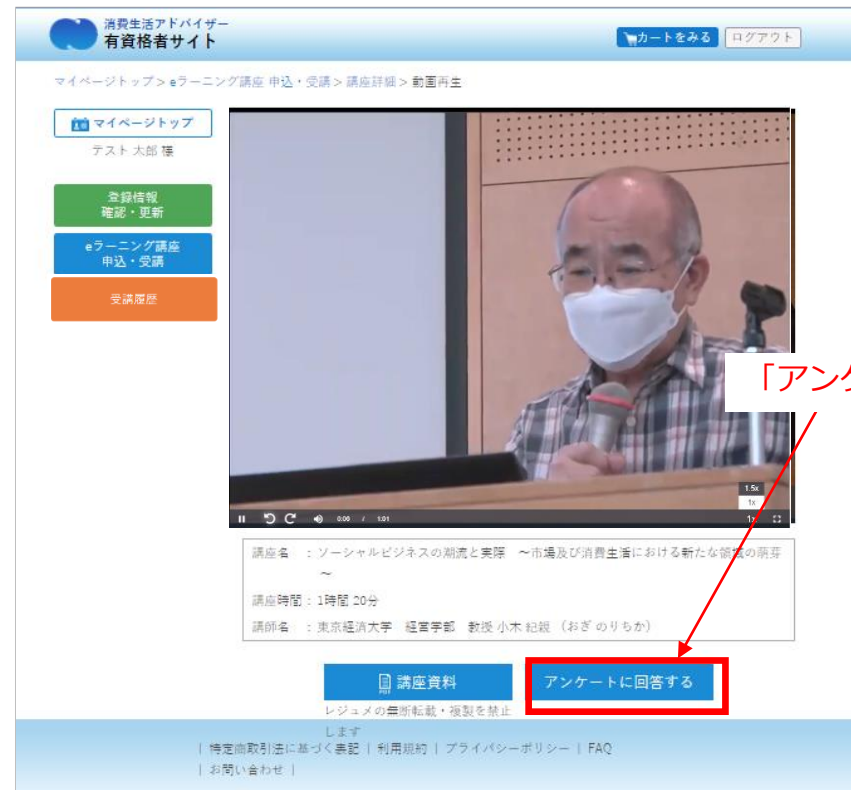 消費生活アドバイザー
有資格者サイト
カートをみる
ログアウト
マイページトップ> eラーニング講座 申込・受講> 講座詳細> 動画再生
マイページトップ
テスト 太郎 様
登録情報
確認・更新
eラーニング講座
申込・受講
受講履歴
「アンケ
1.5x
1x
0:00 / 1:01
1x
講座名 : ソーシャルビジネスの潮流と実際 ~市場及び消費生活における新たな領域の萌芽
~
講座時間 : 1時間 20分
講師名 : 東京経済大学 経営学部 教授 小木 紀親 (おぎ のりちか)
講座資料
アンケートに回答する
レジュメの無断転載・複製を禁止
します
| 特定商取引法に基づく表記 | 利用規約 | プライバシーポリシー | FAQ
| お問い合わせ |